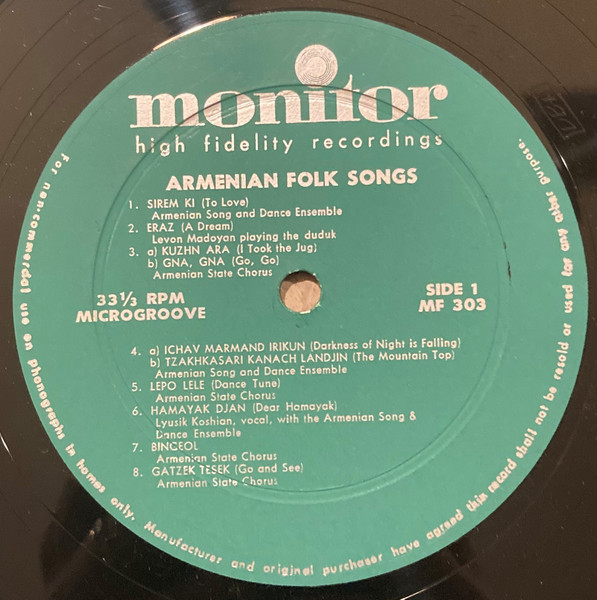 monitor
high fidelity recordings
ARMENIAN FOLK SONGS
1. SIREM KI (To Love)
Armenian Song and Dance Ensemble
2. ERAZ (A Dream)
Levon Madoyan playing the duduk
3. a) KUZHN ARA (I Took the Jug)
b) GNA, GNA (Go, Go)
Armenian State Chorus
33⅓ RPM
MICROGROOVE
SIDE 1
MF 303
4. a) ICHAV MARMAND IRIKUN (Darkness of Night is Falling)
b) TZAKHKASARI KANACH LANDJIN (The Mountain Top)
Armenian Song and Dance Ensemble
5. LEPO LELE (Dance Tune)
Armenian State Chorus
6. HAMAYAK DJAN (Dear Hamayak)
Lyusik Koshian, vocal, with the Armenian Song &
Dance Ensemble
7. BINGEOL
Armenian State Chorus
8. GATZEK TESEK (Go and See)
Armenian State Chorus
For non-commercial use on phonographs in homes only. Manufacturer and original purchaser have agreed this record shall not be resold or used for any other purpose.